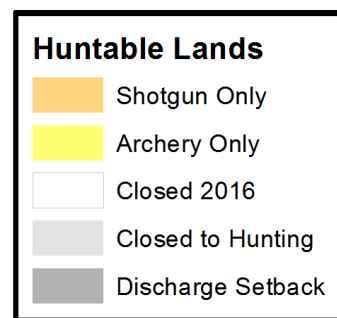 Huntable Lands
Shotgun Only
Archery Only
Closed 2016
Closed to Hunting
Discharge Setback